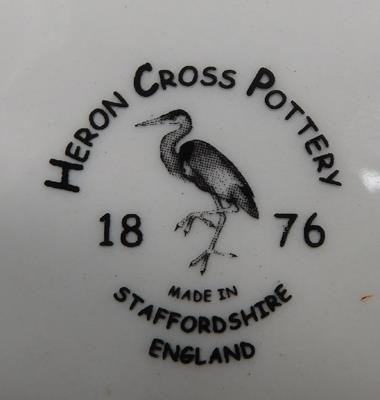 HERON CROSS POTTERY
18 76
MADE IN
STAFFORDSHIRE
ENGLAND